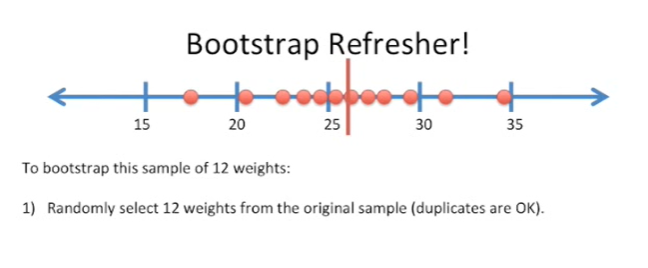 Bootstrap Refresher!
15 20 25 30 35
To bootstrap this sample of 12 weights:
1) Randomly select 12 weights from the original sample (duplicates are OK).